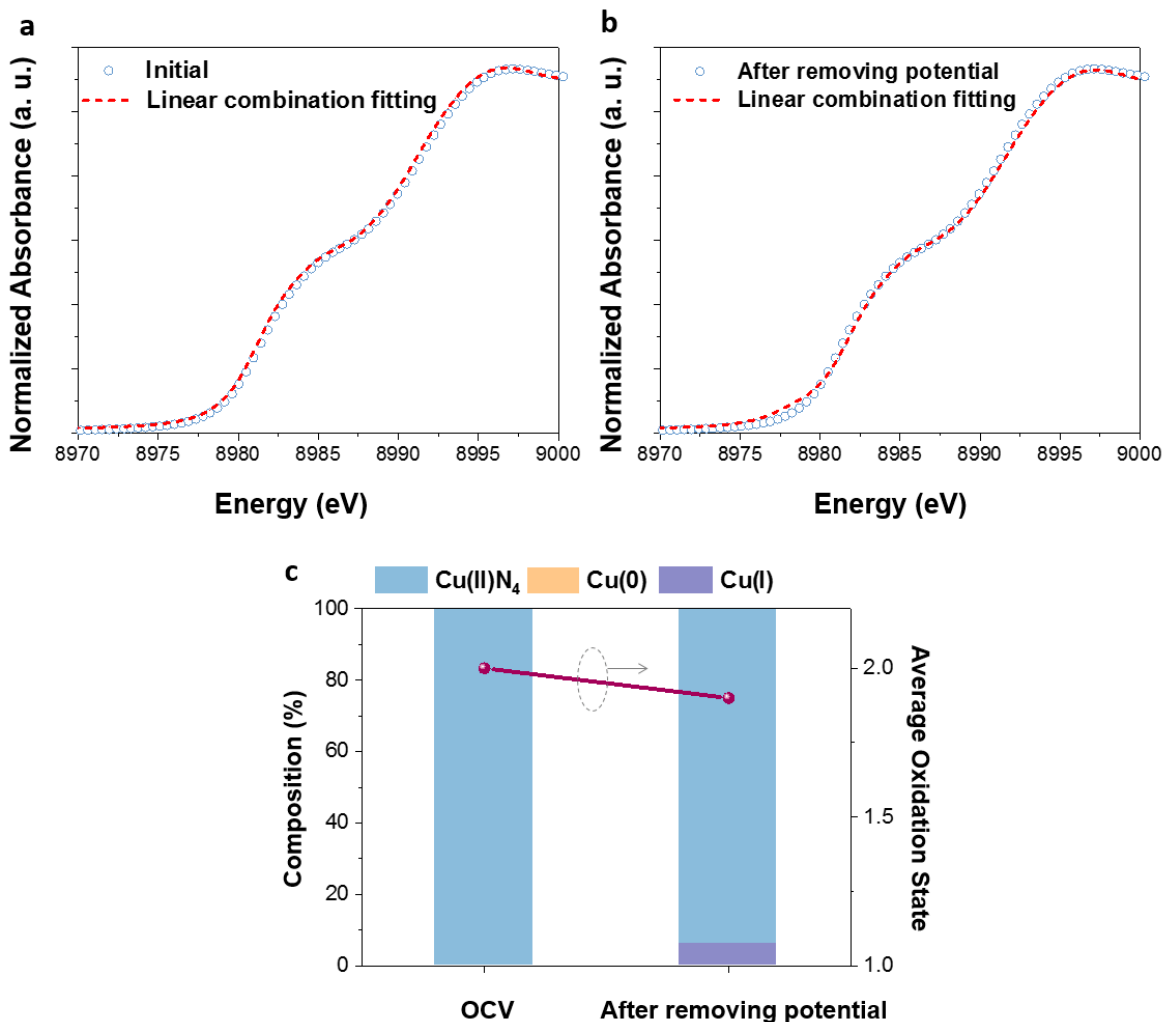 a
Initial
Linear combination fitting
Normalized Absorbance (a. u.)
8970 8975 8980 8985 8990 8995 9000
Energy (eV)
b
After removing potential
Linear combination fitting
Normalized Absorbance (a. u.)
8970 8975 8980 8985 8990 8995 9000
Energy (eV)
c
Cu(II)N₄ Cu(0) Cu(I)
100
80
60
40
20
0
Composition (%)
2.0
1.5
1.0
Average Oxidation State
OCV After removing potential